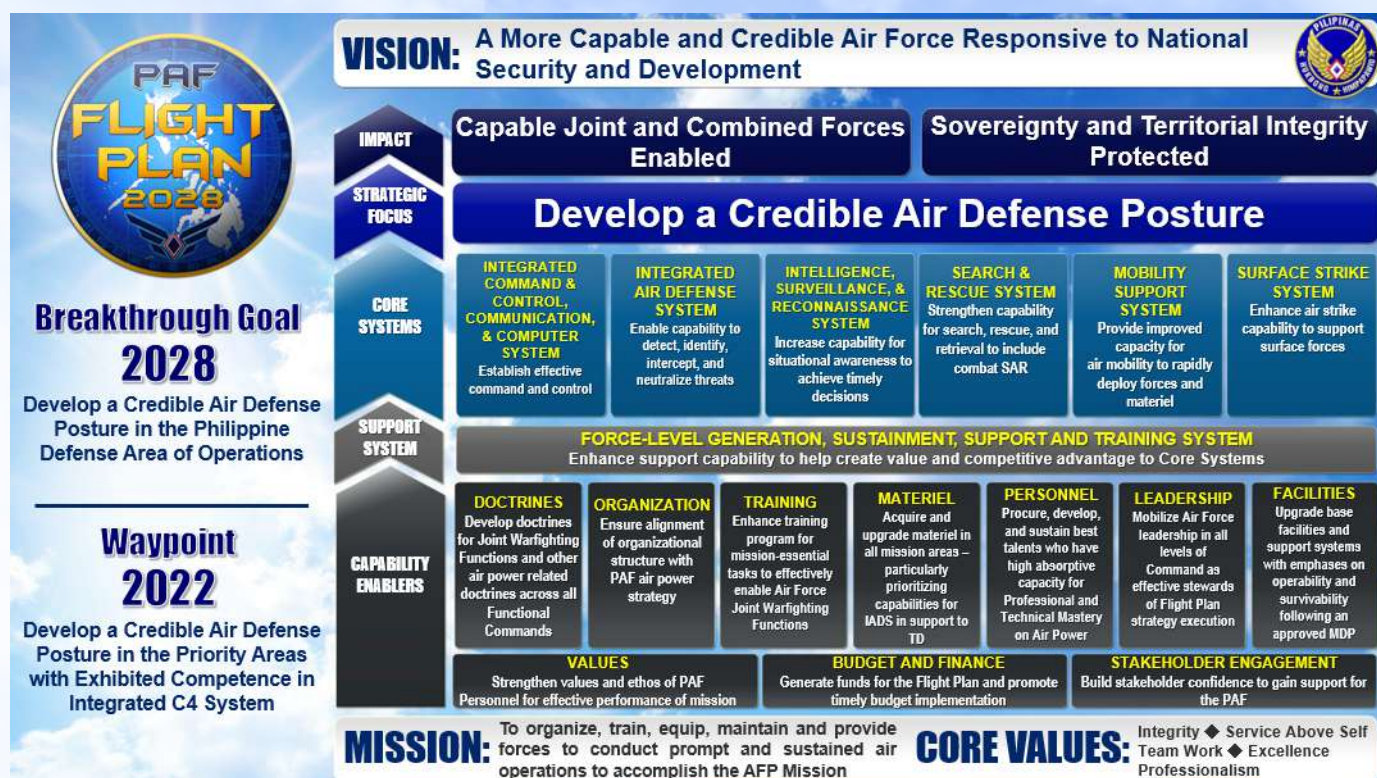 PAF
FLIGHT
PLAN
2028
Breakthrough Goal
2028
Develop a Credible Air Defense
Posture in the Philippine
Defense Area of Operations
Waypoint
2022
Develop a Credible Air Defense
Posture in the Priority Areas
with Exhibited Competence in
Integrated C4 System
VISION:
A More Capable and Credible Air Force Responsive to National
Security and Development
PILIPINAS
HUKBONG HIMPAPAWID
IMPACT
Capable Joint and Combined Forces
Enabled
Sovereignty and Territorial Integrity
Protected
STRATEGIC
FOCUS
Develop a Credible Air Defense Posture
CORE
SYSTEMS
INTEGRATED
COMMAND &
CONTROL,
COMMUNICATION,
& COMPUTER
SYSTEM
Establish effective
command and control
INTEGRATED
AIR DEFENSE
SYSTEM
Enable capability to
detect, identify,
intercept, and
neutralize threats
INTELLIGENCE,
SURVEILLANCE, &
RECONNAISSANCE
SYSTEM
Increase capability for
situational awareness to
achieve timely
decisions
SEARCH &
RESCUE SYSTEM
Strengthen capability
for search, rescue, and
retrieval to include
combat SAR
MOBILITY
SUPPORT
SYSTEM
Provide improved
capacity for
air mobility to rapidly
deploy forces and
materiel
SURFACE STRIKE
SYSTEM
Enhance air strike
capability to support
surface forces
SUPPORT
SYSTEM
FORCE-LEVEL GENERATION, SUSTAINMENT, SUPPORT AND TRAINING SYSTEM
Enhance support capability to help create value and competitive advantage to Core Systems
CAPABILITY
ENABLERS
DOCTRINES
Develop doctrines
for Joint Warfighting
Functions and other
air power related
doctrines across all
Functional
Commands
ORGANIZATION
Ensure alignment
of organizational
structure with
PAF air power
strategy
TRAINING
Enhance training
program for
mission-essential
tasks to effectively
enable Air Force
Joint Warfighting
Functions
MATERIEL
Acquire and
upgrade materiel in
all mission areas –
particularly
prioritizing
capabilities for
IADS in support to
TD
PERSONNEL
Procure, develop,
and sustain best
talents who have
high absorptive
capacity for
Professional and
Technical Mastery
on Air Power
LEADERSHIP
Mobilize Air Force
leadership in all
levels of
Command as
effective stewards
of Flight Plan
strategy execution
FACILITIES
Upgrade base
facilities and
support systems
with emphases on
operability and
survivability
following an
approved MDP
VALUES
Strengthen values and ethos of PAF
Personnel for effective performance of mission
BUDGET AND FINANCE
Generate funds for the Flight Plan and promote
timely budget implementation
STAKEHOLDER ENGAGEMENT
Build stakeholder confidence to gain support for
the PAF
MISSION:
To organize, train, equip, maintain and provide
forces to conduct prompt and sustained air
operations to accomplish the AFP Mission
CORE VALUES:
Integrity ◆ Service Above Self
Team Work ◆ Excellence
Professionalism